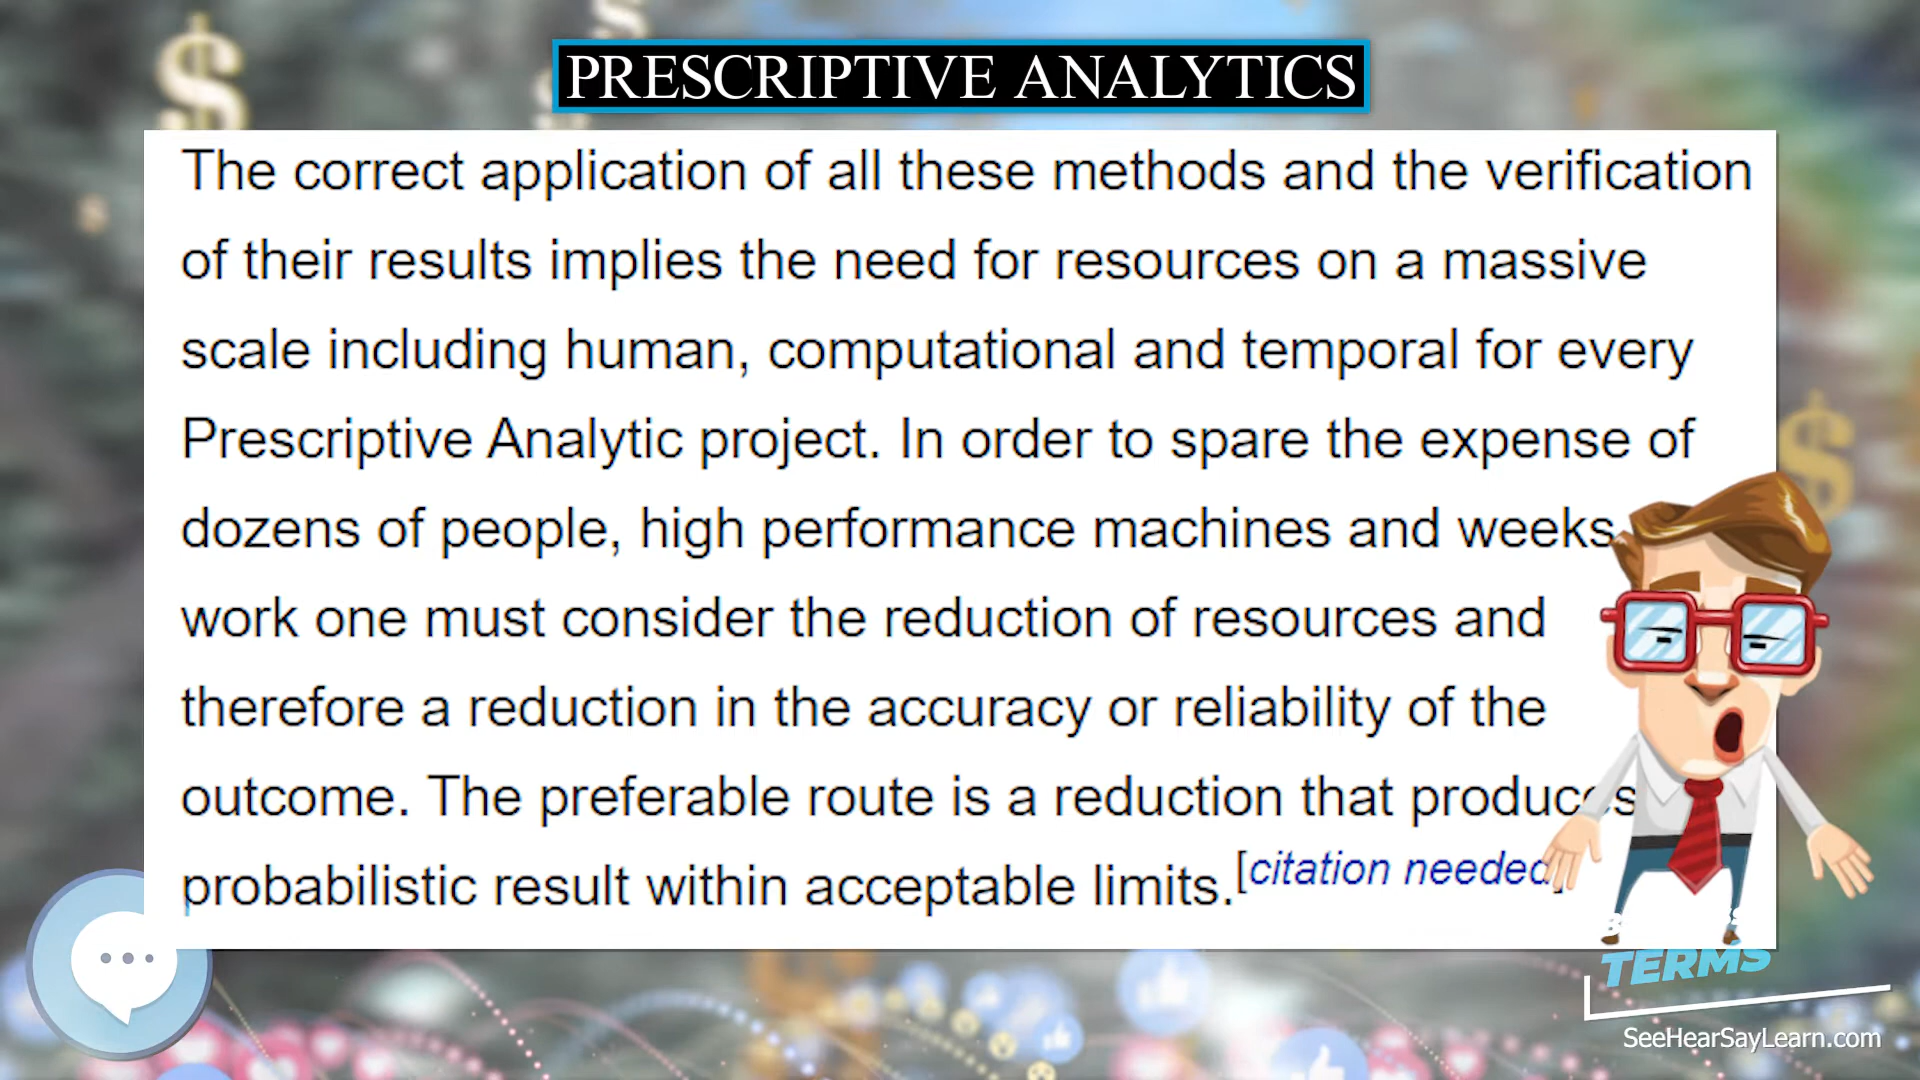 PRESCRIPTIVE ANALYTICS
The correct application of all these methods and the verification
of their results implies the need for resources on a massive
scale including human, computational and temporal for every
Prescriptive Analytic project. In order to spare the expense of
dozens of people, high performance machines and weeks
work one must consider the reduction of resources and
therefore a reduction in the accuracy or reliability of the
outcome. The preferable route is a reduction that produces
probabilistic result within acceptable limits.[citation needed]
TERMS
SeeHearSayLearn.com